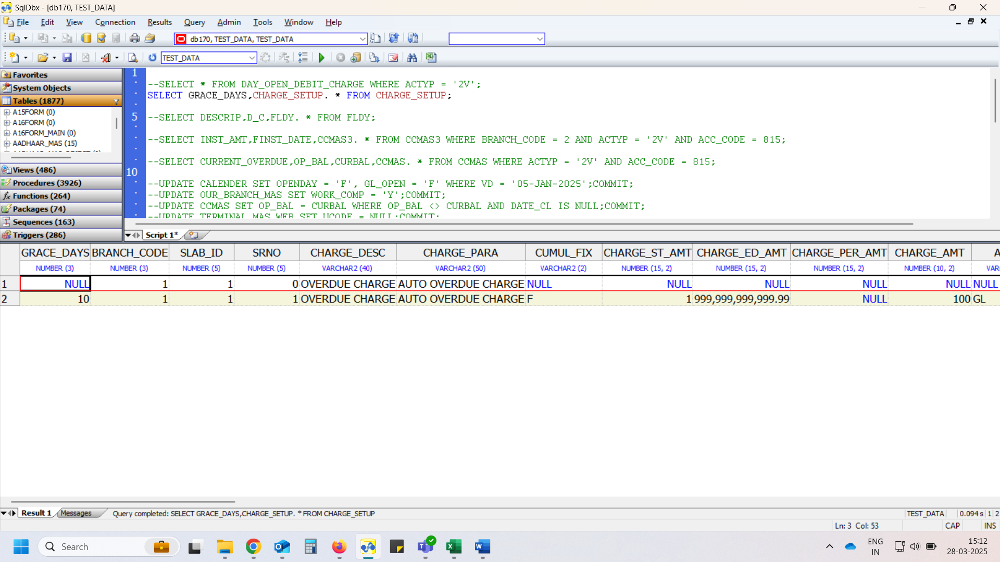 SqlDbx - [db170, TEST_DATA]
File Edit View Connection Results Query Admin Tools Window Help
db170, TEST_DATA, TEST_DATA
TEST_DATA
Favorites
System Objects
Tables (1877)
A15FORM (0)
A16FORM (0)
A16FORM_MAIN (0)
AADHAAR_MAS (15)
Views (486)
Procedures (3926)
Functions (264)
Packages (74)
Sequences (163)
Triggers (286)
1
--SELECT * FROM DAY_OPEN_DEBIT_CHARGE WHERE ACTYP = '2V';
SELECT GRACE_DAYS,CHARGE_SETUP. * FROM CHARGE_SETUP;
5 --SELECT DESCRIP,D_C,FLDY. * FROM FLDY;
--SELECT INST_AMT,FINST_DATE,CCMAS3. * FROM CCMAS3 WHERE BRANCH_CODE = 2 AND ACTYP = '2V' AND ACC_CODE = 815;
--SELECT CURRENT_OVERDUE,OP_BAL,CURBAL,CCMAS. * FROM CCMAS WHERE ACTYP = '2V' AND ACC_CODE = 815;
10
--UPDATE CALENDER SET OPENDAY = 'F', GL_OPEN = 'F' WHERE VD = '05-JAN-2025';COMMIT;
--UPDATE OUR_BRANCH_MAS SET WORK_COMP = 'Y';COMMIT;
--UPDATE CCMAS SET OP_BAL = CURBAL WHERE OP_BAL <> CURBAL AND DATE_CL IS NULL;COMMIT;
--UPDATE TERMINAL_MAS_WEB SET UCODE = NULL;COMMIT;
Script 1*
GRACE_DAYS BRANCH_CODE SLAB_ID SRNO CHARGE_DESC CHARGE_PARA CUMUL_FIX CHARGE_ST_AMT CHARGE_ED_AMT CHARGE_PER_AMT CHARGE_AMT A
NUMBER (3) NUMBER (3) NUMBER (5) NUMBER (5) VARCHAR2 (40) VARCHAR2 (50) VARCHAR2 (2) NUMBER (15, 2) NUMBER (15, 2) NUMBER (15, 2) NUMBER (10, 2) VAR
1 NULL 1 1 0 OVERDUE CHARGE AUTO OVERDUE CHARGE NULL NULL NULL NULL NULL NULL
2 10 1 1 1 OVERDUE CHARGE AUTO OVERDUE CHARGE F 1 999,999,999,999.99 NULL 100 GL
Result 1 Messages Query completed: SELECT GRACE_DAYS,CHARGE_SETUP. * FROM CHARGE_SETUP TEST_DATA 0.094 s 1 2
Ln: 3 Col: 53 CAP INS
Search
ENG
IN
15:12
28-03-2025